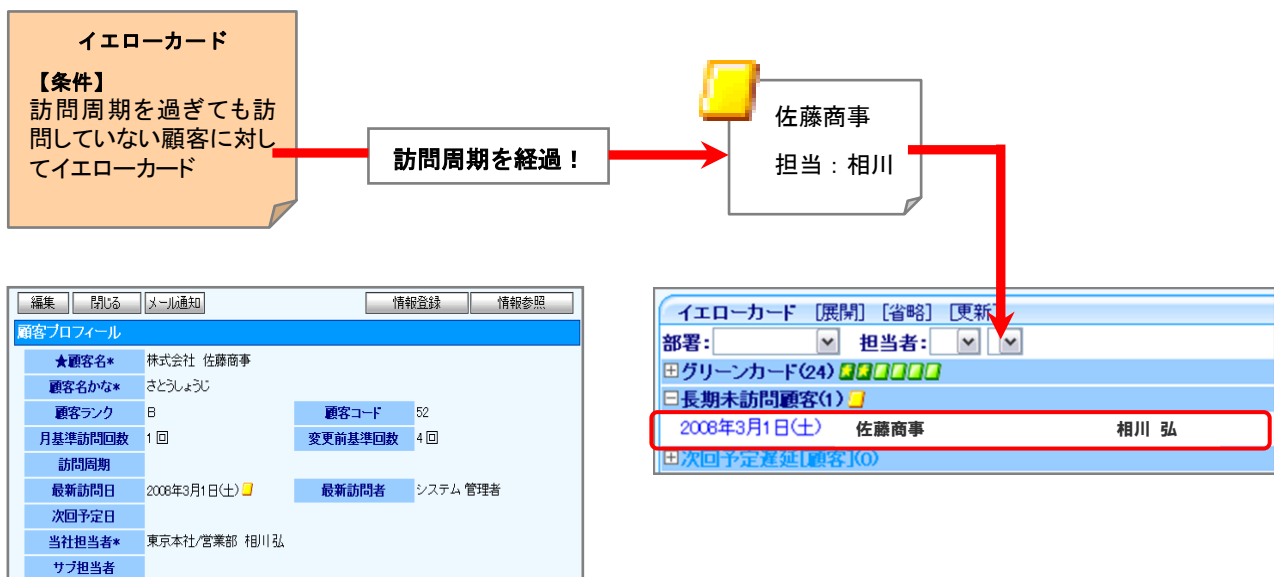 イエローカード
【条件】
訪問周期を過ぎても訪
問していない顧客に対し
てイエローカード
訪問周期を経過！
佐藤商事
担当：相川
編集 閉じる メール通知 情報登録 情報参照
顧客プロフィール
★顧客名* 株式会社 佐藤商事
顧客名かな* さとうしょうじ
顧客ランク B 顧客コード 52
月基準訪問回数 1 回 変更前基準回数 4 回
訪問周期
最新訪問日 2008年3月1日(土) 最新訪問者 システム 管理者
次回予定日
当社担当者* 東京本社/営業部 相川 弘
サブ担当者
イエローカード [展開] [省略] [更新]
部署： 担当者：
グリーンカード(24)
長期未訪問顧客(1)
2008年3月1日(土) 佐藤商事 相川 弘
次回予定遅延[顧客](0)